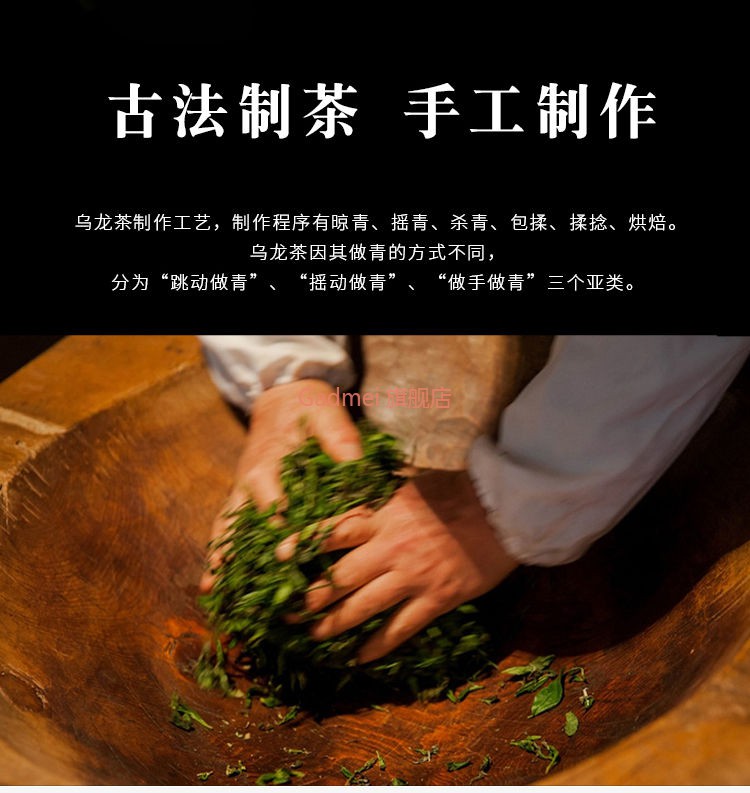 古法制茶 手工制作
乌龙茶制作工艺，制作程序有晾青、摇青、杀青、包揉、揉捻、烘焙。
乌龙茶因其做青的方式不同，
分为“跳动做青”、“摇动做青”、“做手做青”三个亚类。
Godmei 旗舰店